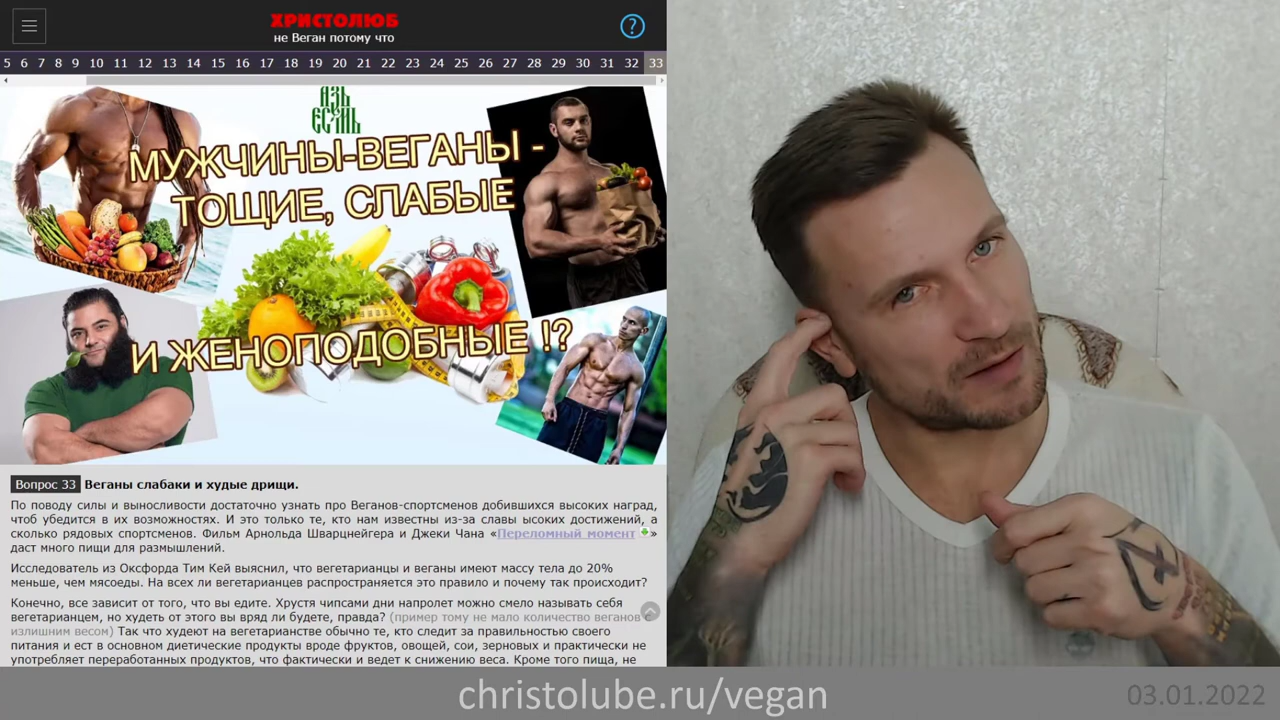 ХРИСТОЛЮБ
не Веган потому что
?
5 6 7 8 9 10 11 12 13 14 15 16 17 18 19 20 21 22 23 24 25 26 27 28 29 30 31 32 33
АЗЪ
ЕСМЬ
МУЖЧИНЫ-ВЕГАНЫ -
ТОЩИЕ, СЛАБЫЕ
И ЖЕНОПОДОБНЫЕ !?
Вопрос 33 Веганы слабаки и худые дрищи.
По поводу силы и выносливости достаточно узнать про Веганов-спортсменов добившихся высоких наград,
чтоб убедится в их возможностях. И это только те, кто нам известны из-за славы ысоких достижений, а
сколько рядовых спортсменов. Фильм Арнольда Шварцнейгера и Джеки Чана «Переломный момент»
даст много пищи для размышлений.
Исследователь из Оксфорда Тим Кей выяснил, что вегетарианцы и веганы имеют массу тела до 20%
меньше, чем мясоеды. На всех ли вегетарианцев распространяется это правило и почему так происходит?
Конечно, все зависит от того, что вы едите. Хрустя чипсами дни напролет можно смело называть себя
вегетарианцем, но худеть от этого вы вряд ли будете, правда? (пример тому не мало количество веганов с
излишним весом) Так что худеют на вегетарианстве обычно те, кто следит за правильностью своего
питания и ест в основном диетические продукты вроде фруктов, овощей, сои, зерновых и практически не
употребляет переработанных продуктов, что фактически и ведет к снижению веса. Кроме того пища, не
christolube.ru/vegan
03.01.2022